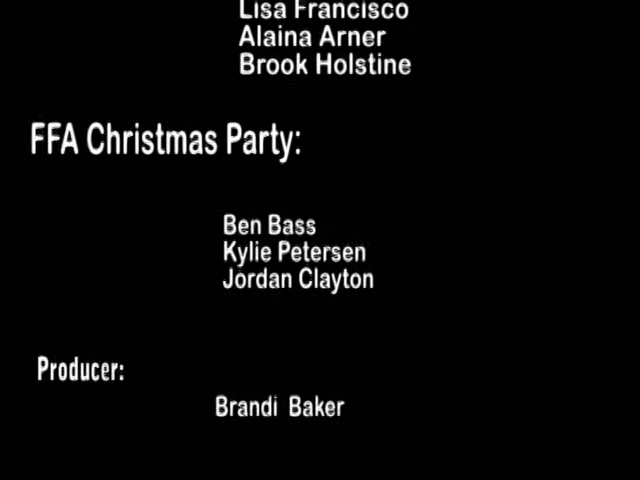 Lisa Francisco
Alaina Arner
Brook Holstine
FFA Christmas Party:
Ben Bass
Kylie Petersen
Jordan Clayton
Producer:
Brandi Baker